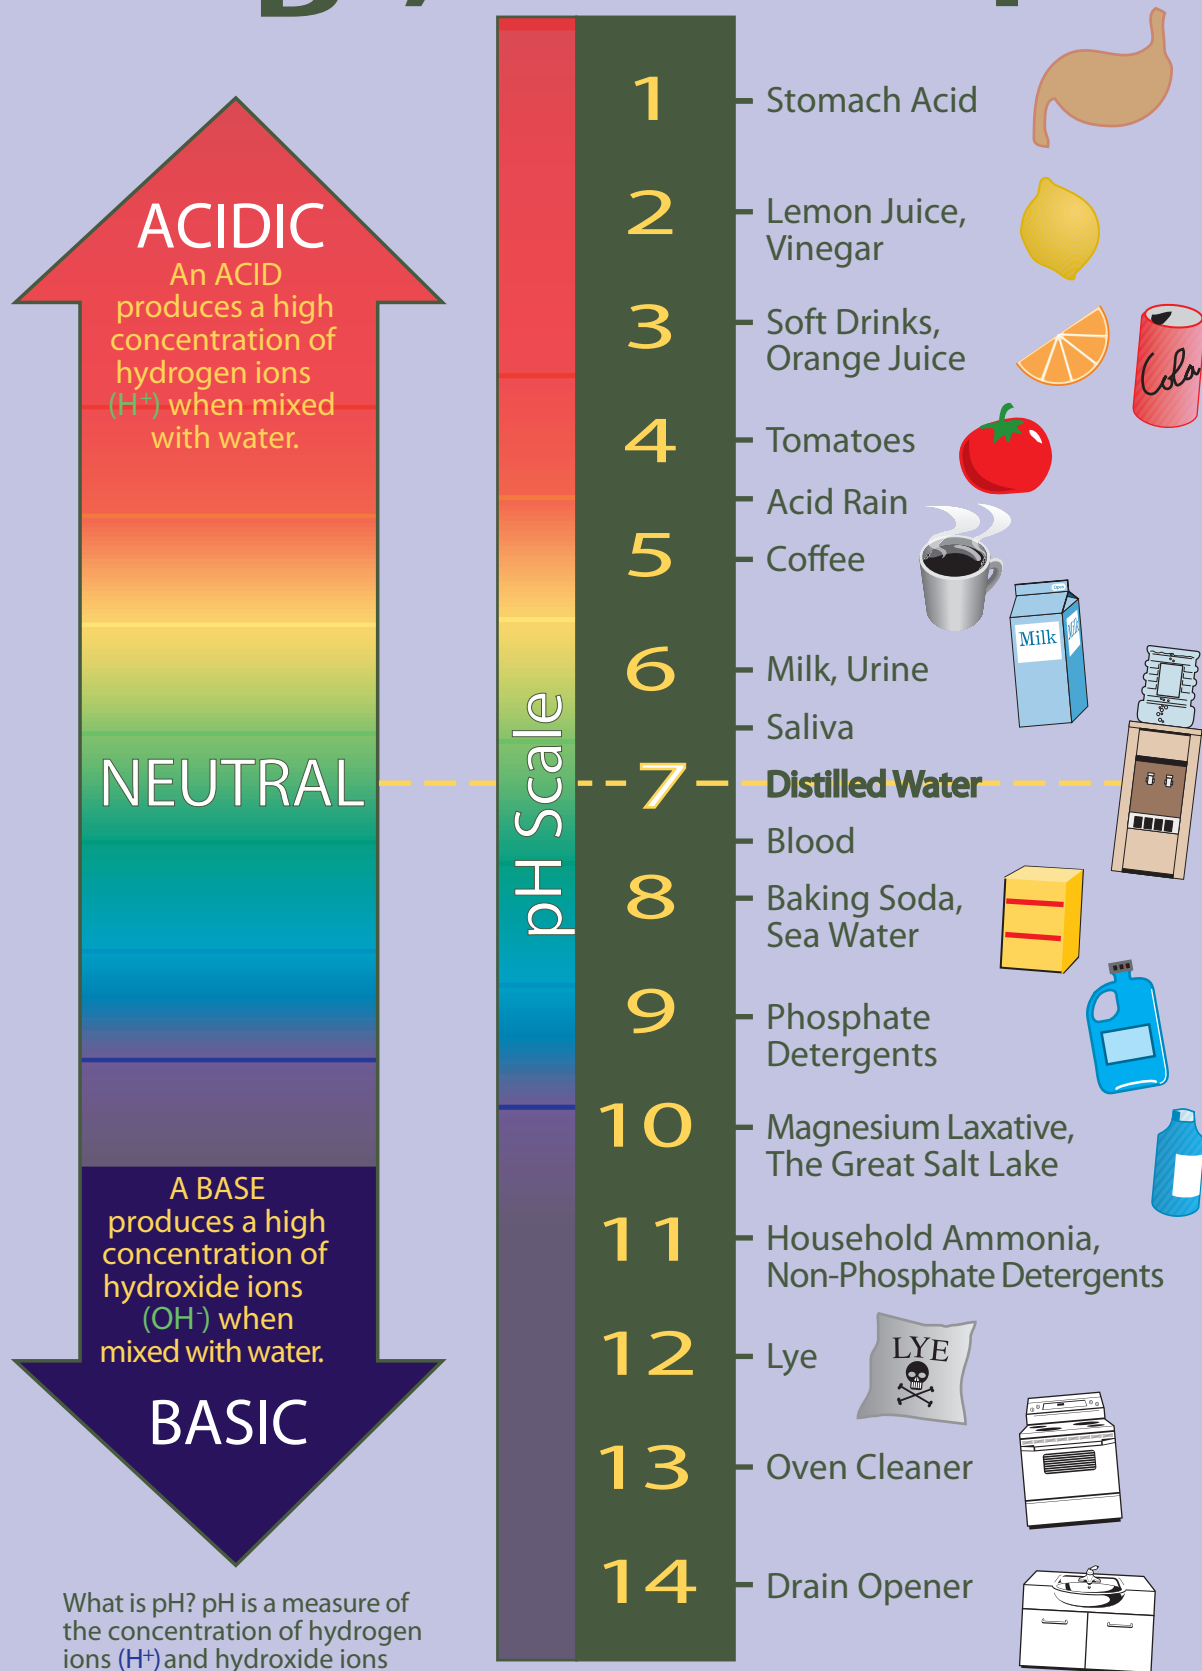 ACIDIC
An ACID
produces a high
concentration of
hydrogen ions
(H+) when mixed
with water.
NEUTRAL
A BASE
produces a high
concentration of
hydroxide ions
(OH-) when
mixed with water.
BASIC
What is pH? pH is a measure of
the concentration of hydrogen
ions (H+) and hydroxide ions
pH Scale
1 Stomach Acid
2 Lemon Juice,
Vinegar
3 Soft Drinks,
Orange Juice
Cola
4 Tomatoes
Acid Rain
5 Coffee
Milk
Milk
6 Milk, Urine
Saliva
7 Distilled Water
Blood
8 Baking Soda,
Sea Water
9 Phosphate
Detergents
10 Magnesium Laxative,
The Great Salt Lake
11 Household Ammonia,
Non-Phosphate Detergents
12 Lye
LYE
13 Oven Cleaner
14 Drain Opener